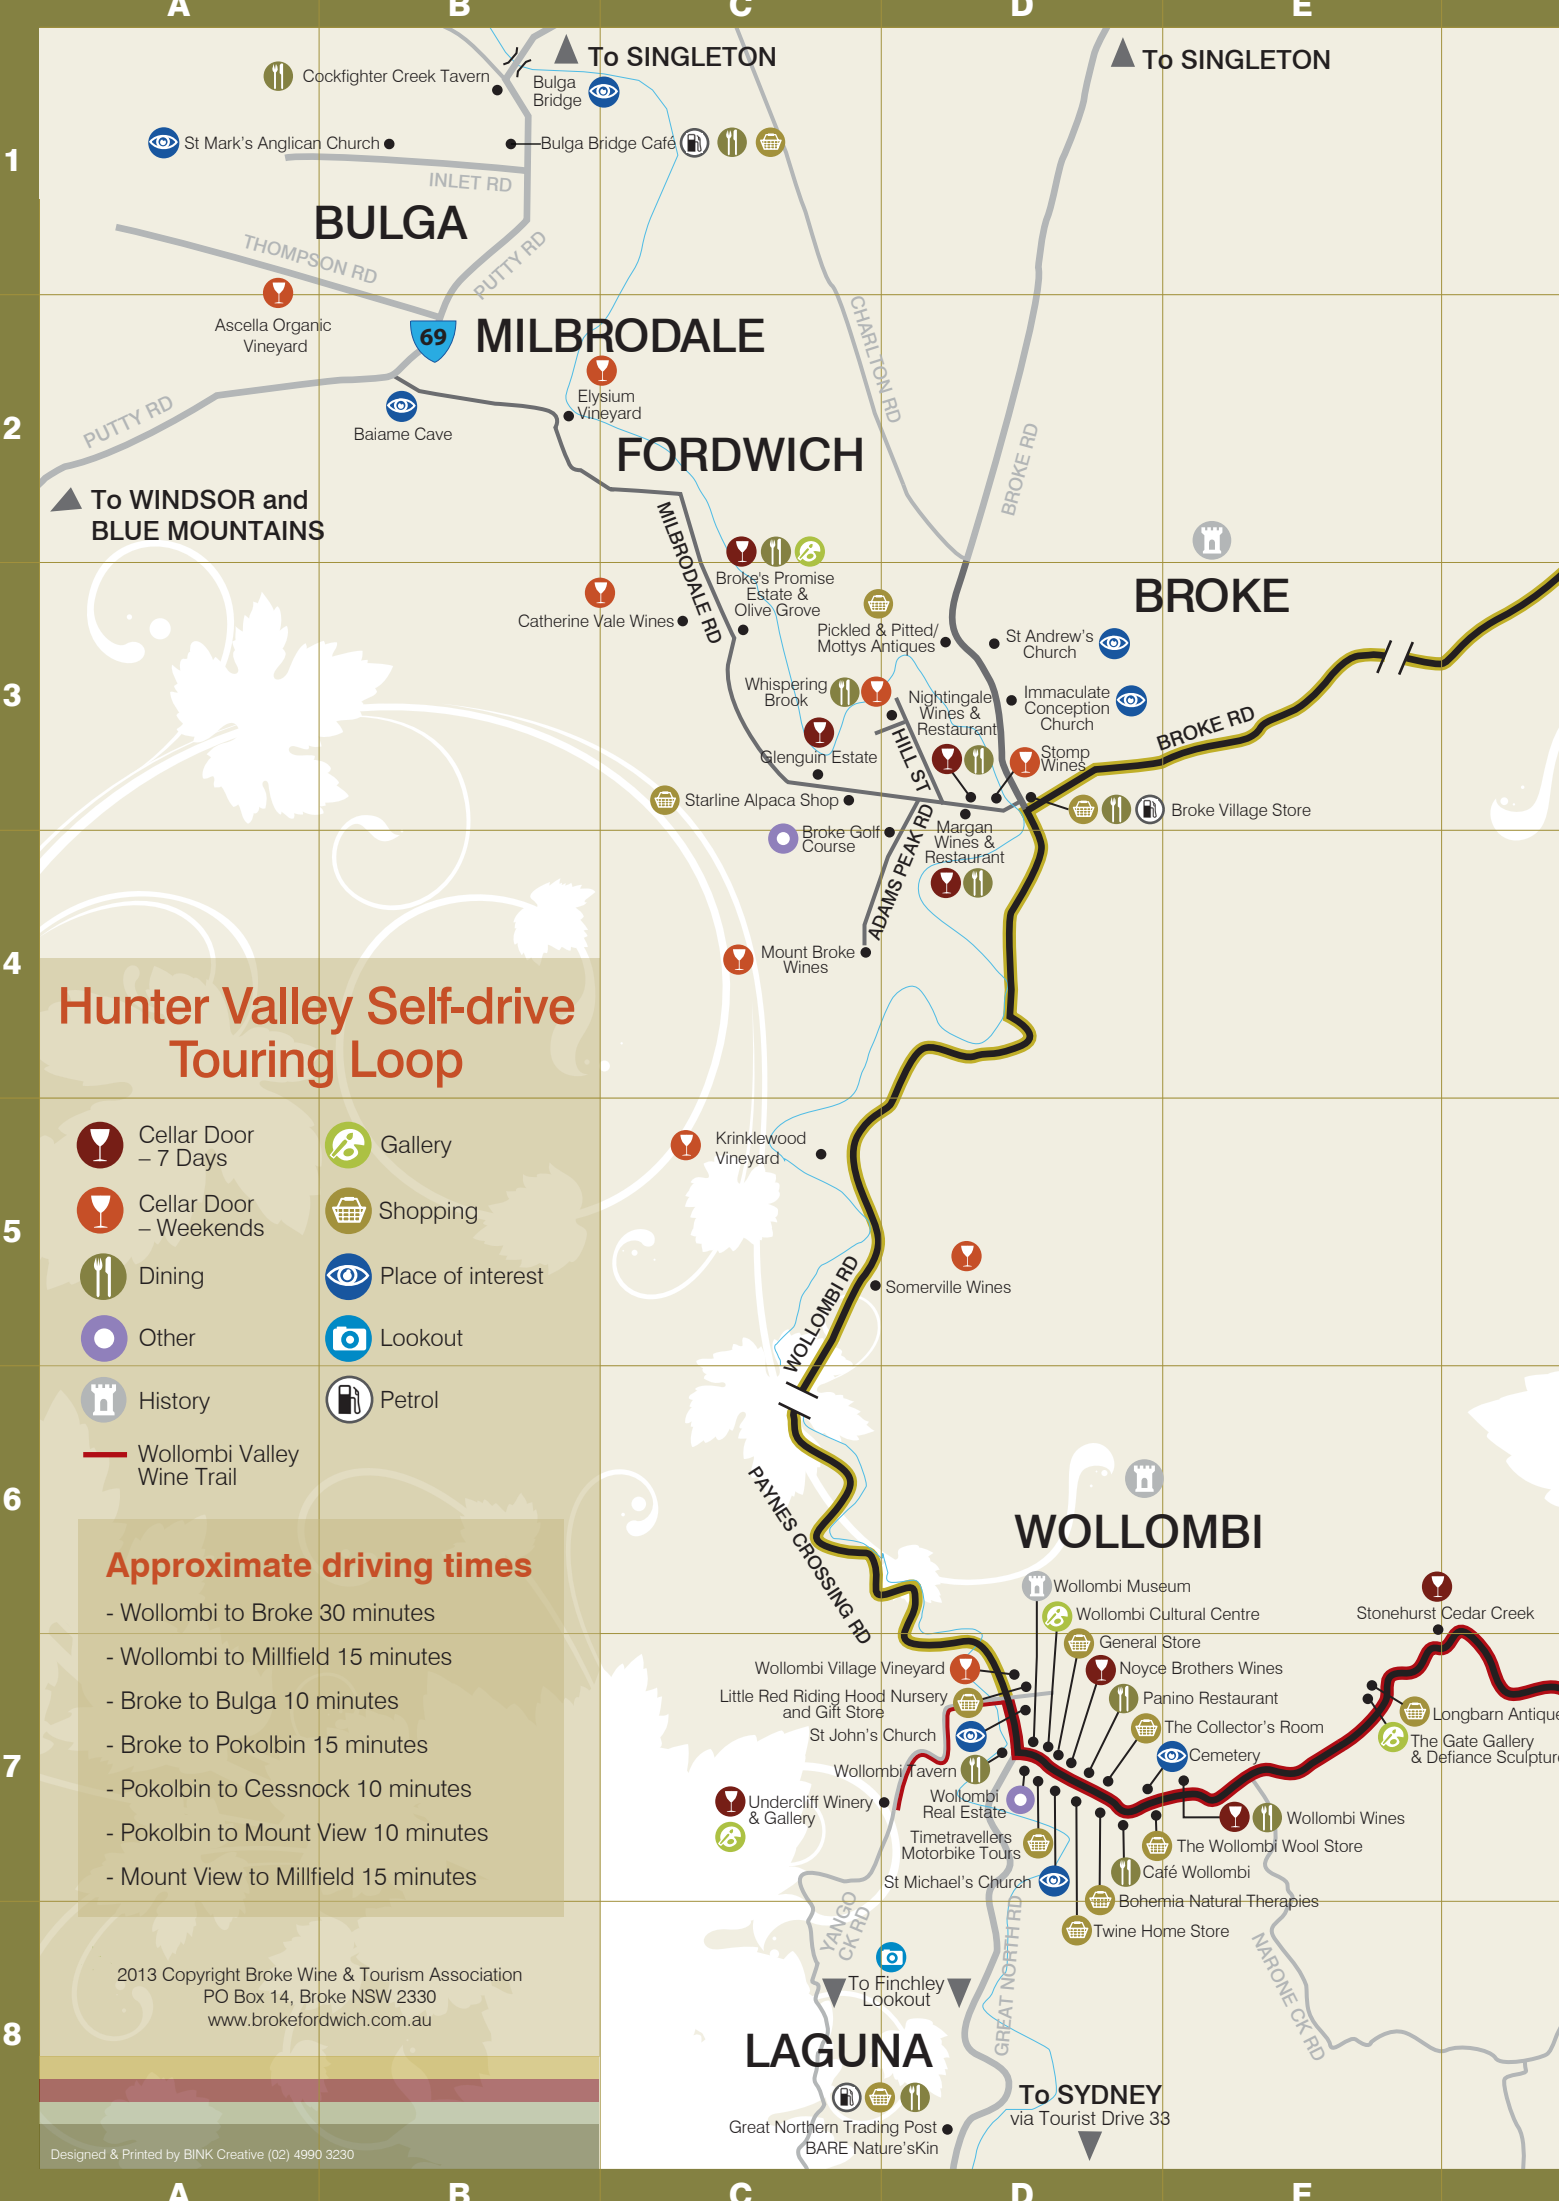 A B C D E
To SINGLETON
To SINGLETON
Cockfighter Creek Tavern
Bulga
Bridge
1
St Mark's Anglican Church
Bulga Bridge Café
INLET RD
BULGA
THOMPSON RD
PUTTY RD
Ascella Organic
Vineyard
69
MILBRODALE
CHARLTON RD
Elysium
Vineyard
2
PUTTY RD
Baiame Cave
FORDWICH
BROKE RD
To WINDSOR and
BLUE MOUNTAINS
MILBRODALE RD
Broke's Promise
Estate &
Olive Grove
BROKE
Catherine Vale Wines
Pickled & Pitted/
Mottys Antiques
St Andrew's
Church
3
Whispering
Brook
Nightingale
Wines &
Restaurant
Immaculate
Conception
Church
BROKE RD
HILL ST
Glenguin Estate
Stomp
Wines
Starline Alpaca Shop
Broke Village Store
Broke Golf
Course
ADAMS PEAK RD
Margan
Wines &
Restaurant
4
Mount Broke
Wines
Hunter Valley Self-drive
Touring Loop
Cellar Door
– 7 Days
Gallery
Cellar Door
– Weekends
Shopping
Dining
Place of interest
Other
Lookout
History
Petrol
Wollombi Valley
Wine Trail
Krinklewood
Vineyard
5
Somerville Wines
WOLLOMBI RD
6
PAYNES CROSSING RD
WOLLOMBI
Approximate driving times
- Wollombi to Broke 30 minutes
- Wollombi to Millfield 15 minutes
- Broke to Bulga 10 minutes
- Broke to Pokolbin 15 minutes
- Pokolbin to Cessnock 10 minutes
- Pokolbin to Mount View 10 minutes
- Mount View to Millfield 15 minutes
Wollombi Museum
Wollombi Cultural Centre
General Store
Stonehurst Cedar Creek
Wollombi Village Vineyard
Noyce Brothers Wines
Little Red Riding Hood Nursery
and Gift Store
Panino Restaurant
St John's Church
The Collector's Room
Longbarn Antique
The Gate Gallery
& Defiance Sculpture
7
Wollombi Tavern
Cemetery
Undercliff Winery
& Gallery
Wollombi
Real Estate
Wollombi Wines
Timetravellers
Motorbike Tours
The Wollombi Wool Store
St Michael's Church
Café Wollombi
Bohemia Natural Therapies
Twine Home Store
YANGO
CK RD
GREAT NORTH RD
NARONE CK RD
To Finchley
Lookout
2013 Copyright Broke Wine & Tourism Association
PO Box 14, Broke NSW 2330
www.brokefordwich.com.au
8
LAGUNA
To SYDNEY
via Tourist Drive 33
Great Northern Trading Post
BARE Nature'sKin
Designed & Printed by BINK Creative (02) 4990 3230
A B C D E